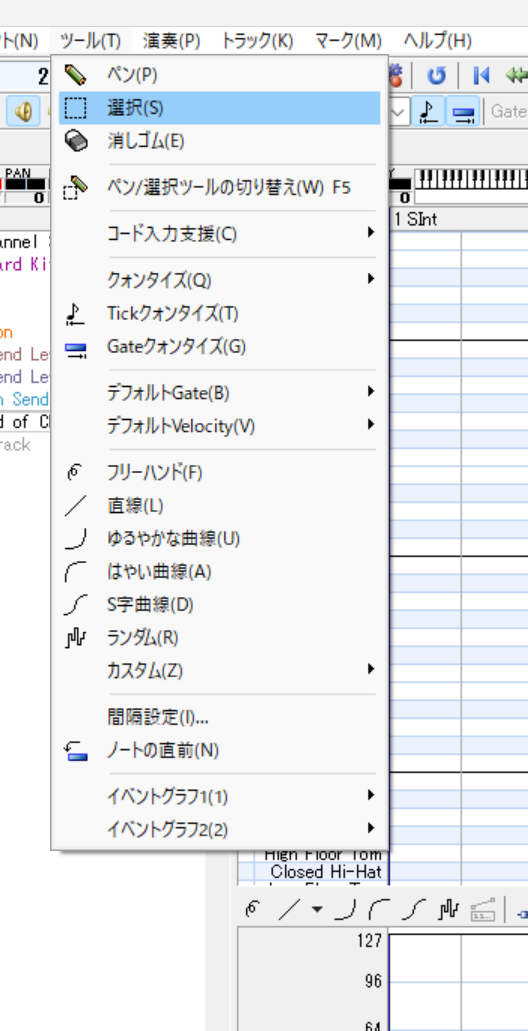 ト(N) ツール(T) 演奏(P) トラック(K) マーク(M) ヘルプ(H)
2
ペン(P)
選択(S)
Gate
消しゴム(E)
PAN
0
0
ペン/選択ツールの切り替え(W) F5
1 SInt
コード入力支援(C)
クォンタイズ(Q)
Tickクォンタイズ(T)
on
Gateクォンタイズ(G)
end Le
end Le
デフォルトGate(B)
Send
d of C
デフォルトVelocity(V)
rack
フリーハンド(F)
直線(L)
ゆるやかな曲線(U)
はやい曲線(A)
S字曲線(D)
ランダム(R)
カスタム(Z)
間隔設定(I)...
ノートの直前(N)
イベントグラフ1(1)
イベントグラフ2(2)
High Floor Tom
Closed Hi-Hat
127
96
64